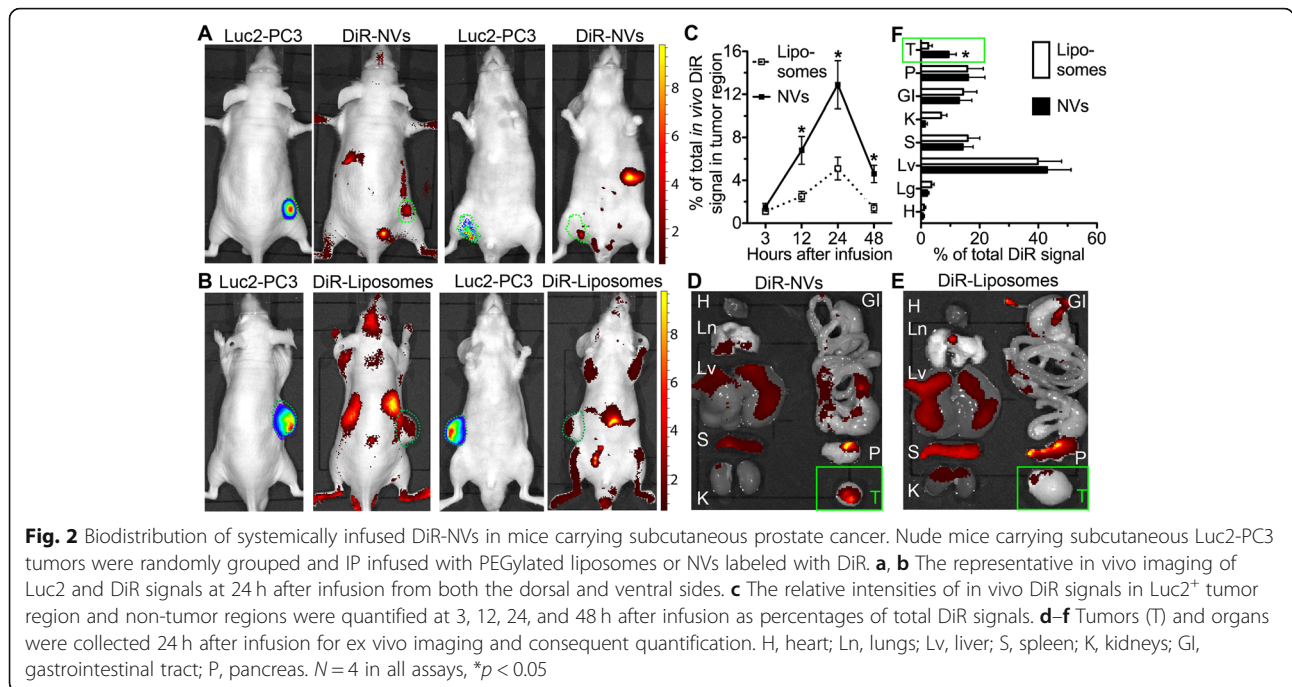 A Luc2-PC3 DiR-NVs Luc2-PC3 DiR-NVs
8
6
4
2
B Luc2-PC3 DiR-Liposomes Luc2-PC3 DiR-Liposomes
8
6
4
2
C
% of total in vivo DiR
signal in tumor region
16
12
8
4
0
Lipo-
somes
NVs
*
*
*
3 12 24 48
Hours after infusion
F
T
P
GI
K
S
Lv
Lg
H
*
Lipo-
somes
NVs
0 20 40 60
% of total DiR signal
D DiR-NVs
H
Ln
Lv
S
K
GI
P
T
E DiR-Liposomes
H
Ln
Lv
S
K
GI
P
T
Fig. 2 Biodistribution of systemically infused DiR-NVs in mice carrying subcutaneous prostate cancer. Nude mice carrying subcutaneous Luc2-PC3
tumors were randomly grouped and IP infused with PEGylated liposomes or NVs labeled with DiR. a, b The representative in vivo imaging of
Luc2 and DiR signals at 24 h after infusion from both the dorsal and ventral sides. c The relative intensities of in vivo DiR signals in Luc2⁺ tumor
region and non-tumor regions were quantified at 3, 12, 24, and 48 h after infusion as percentages of total DiR signals. d–f Tumors (T) and organs
were collected 24 h after infusion for ex vivo imaging and consequent quantification. H, heart; Ln, lungs; Lv, liver; S, spleen; K, kidneys; GI,
gastrointestinal tract; P, pancreas. N = 4 in all assays, *p < 0.05